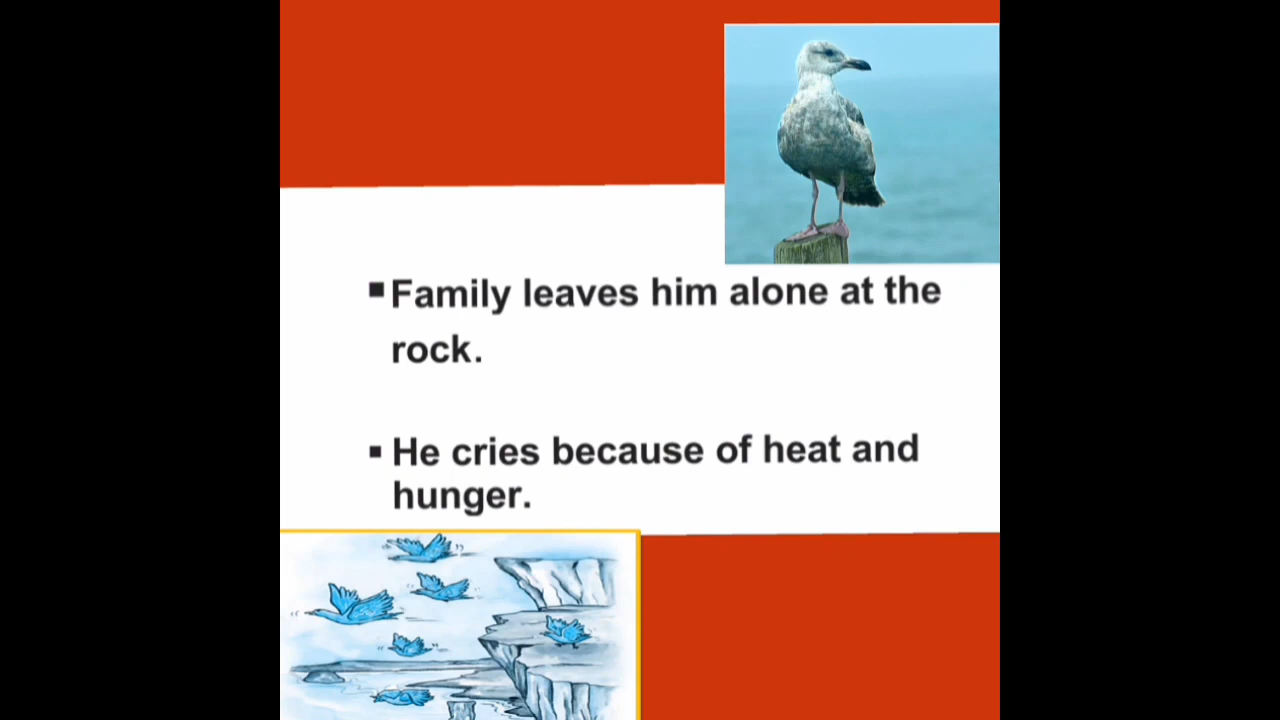 ▪Family leaves him alone at the
rock.
▪He cries because of heat and
hunger.